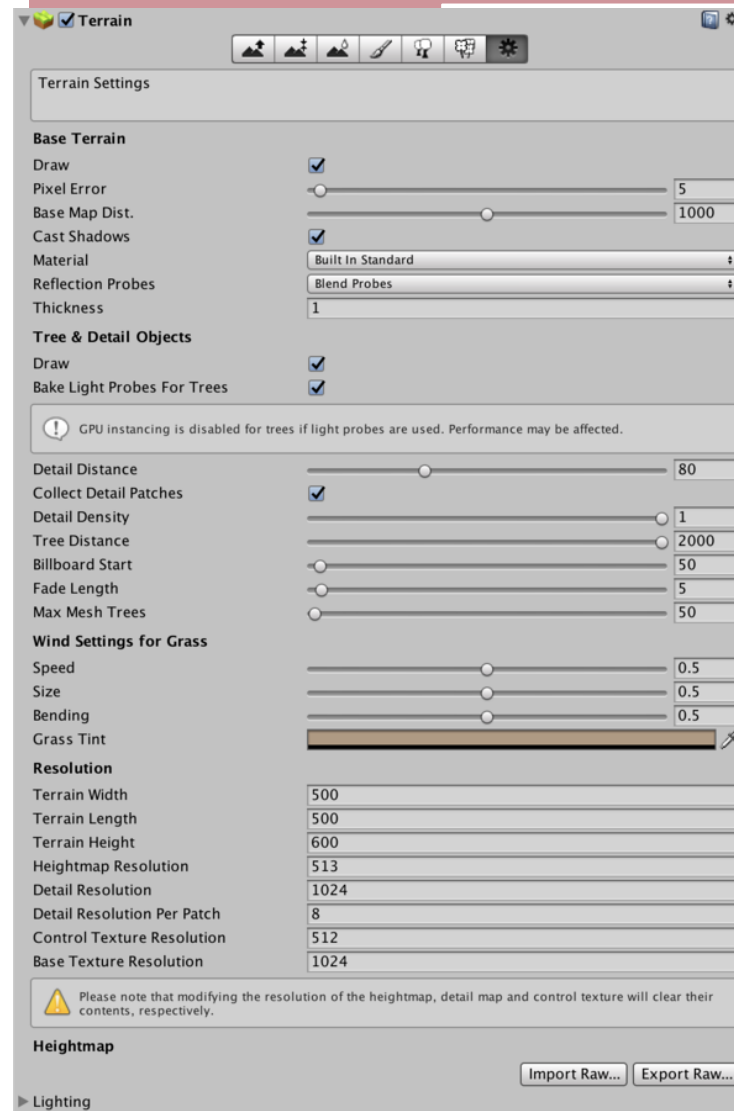 Terrain
Terrain Settings
Base Terrain
Draw
Pixel Error 5
Base Map Dist. 1000
Cast Shadows
Material Built In Standard
Reflection Probes Blend Probes
Thickness 1
Tree & Detail Objects
Draw
Bake Light Probes For Trees
GPU instancing is disabled for trees if light probes are used. Performance may be affected.
Detail Distance 80
Collect Detail Patches
Detail Density 1
Tree Distance 2000
Billboard Start 50
Fade Length 5
Max Mesh Trees 50
Wind Settings for Grass
Speed 0.5
Size 0.5
Bending 0.5
Grass Tint
Resolution
Terrain Width 500
Terrain Length 500
Terrain Height 600
Heightmap Resolution 513
Detail Resolution 1024
Detail Resolution Per Patch 8
Control Texture Resolution 512
Base Texture Resolution 1024
Please note that modifying the resolution of the heightmap, detail map and control texture will clear their
contents, respectively.
Heightmap
Import Raw... Export Raw...
Lighting